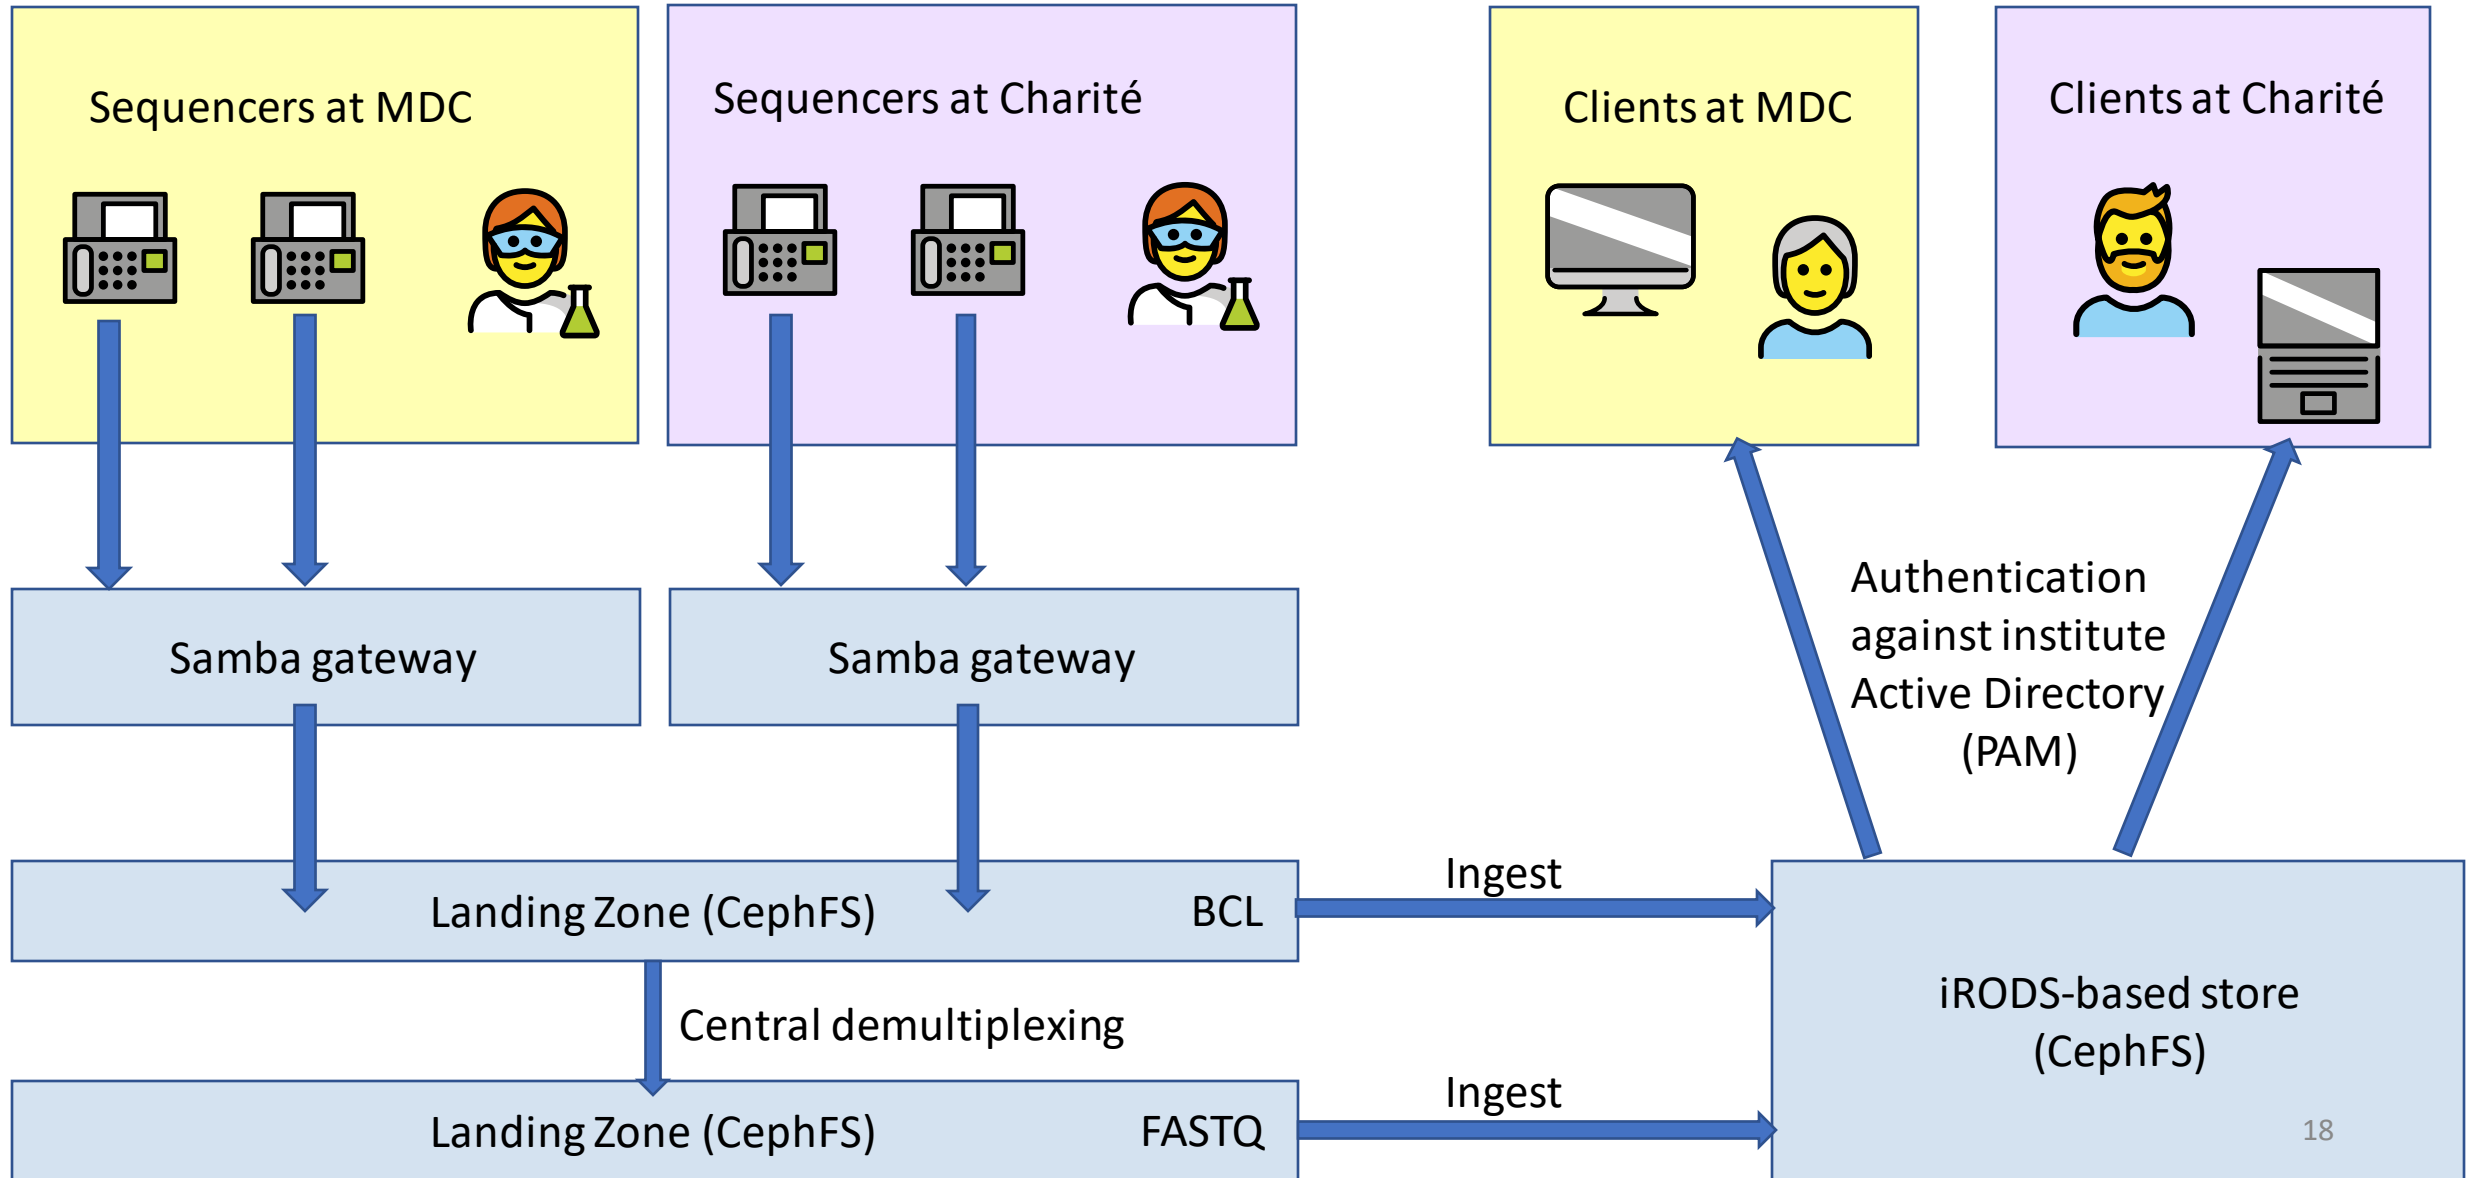 Sequencers at MDC
Sequencers at Charité
Clients at MDC
Clients at Charité
Authentication
against institute
Active Directory
(PAM)
Samba gateway
Samba gateway
Landing Zone (CephFS)
BCL
Ingest
Central demultiplexing
Landing Zone (CephFS)
FASTQ
Ingest
iRODS-based store
(CephFS)
18